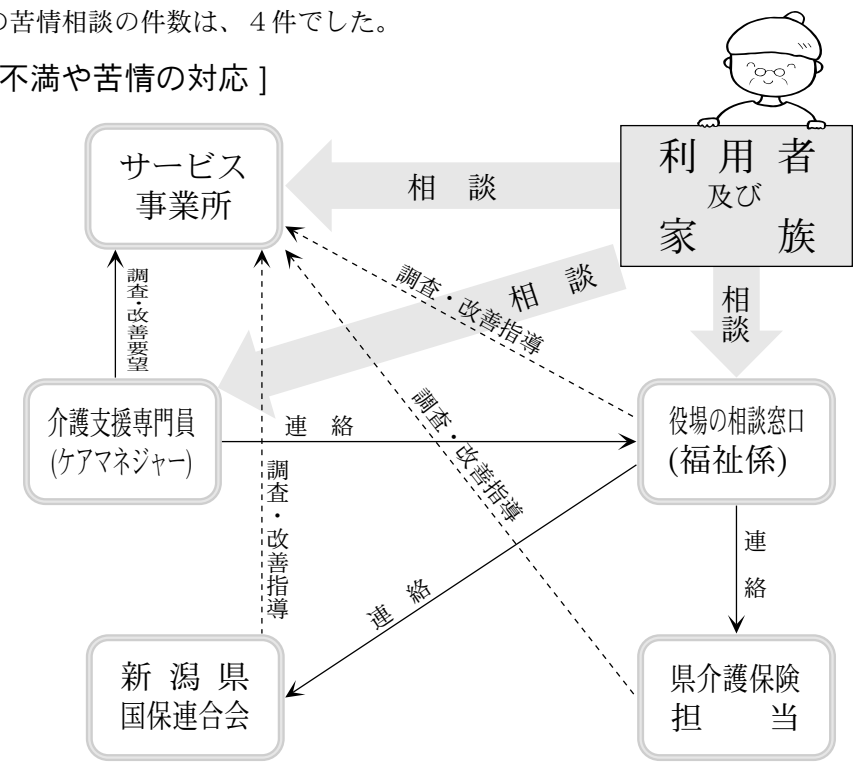 の苦情相談の件数は、４件でした。
不満や苦情の対応］
サービス
事業所
相　談
利用者
及び
家　族
調査・改善要望
調査・改善指導
相　談
相談
介護支援専門員
(ケアマネジャー)
連　絡
役場の相談窓口
(福祉係)
調査・改善指導
調査・改善指導
連　絡
連　絡
新潟県
国保連合会
県介護保険
担　当